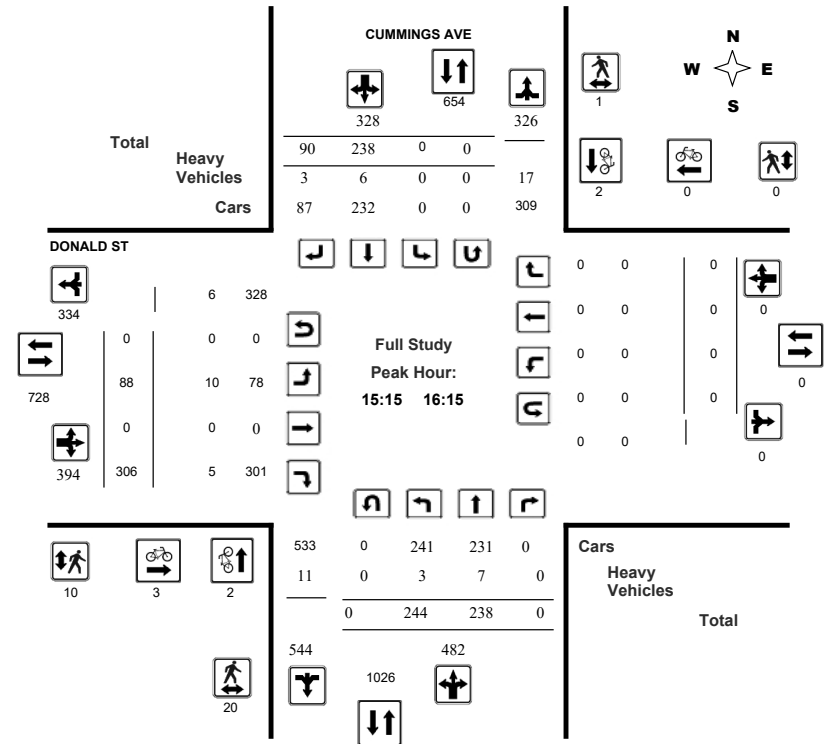 CUMMINGS AVE
N
W E
S
654
328 326
1
Total 90 238 0 0
Heavy
Vehicles 3 6 0 0 17
Cars 87 232 0 0 309
2 0 0
DONALD ST
334
6 328
0 0 0
728
88 10 78
0 0 0
394
306 5 301
Full Study
Peak Hour:
15:15 16:15
0 0 0
0 0 0
0 0 0
0 0 0
0 0
0
0
0
10 3 2
20
533 0 241 231 0
11 0 3 7 0
0 244 238 0
544 482
1026
Cars
Heavy
Vehicles
Total